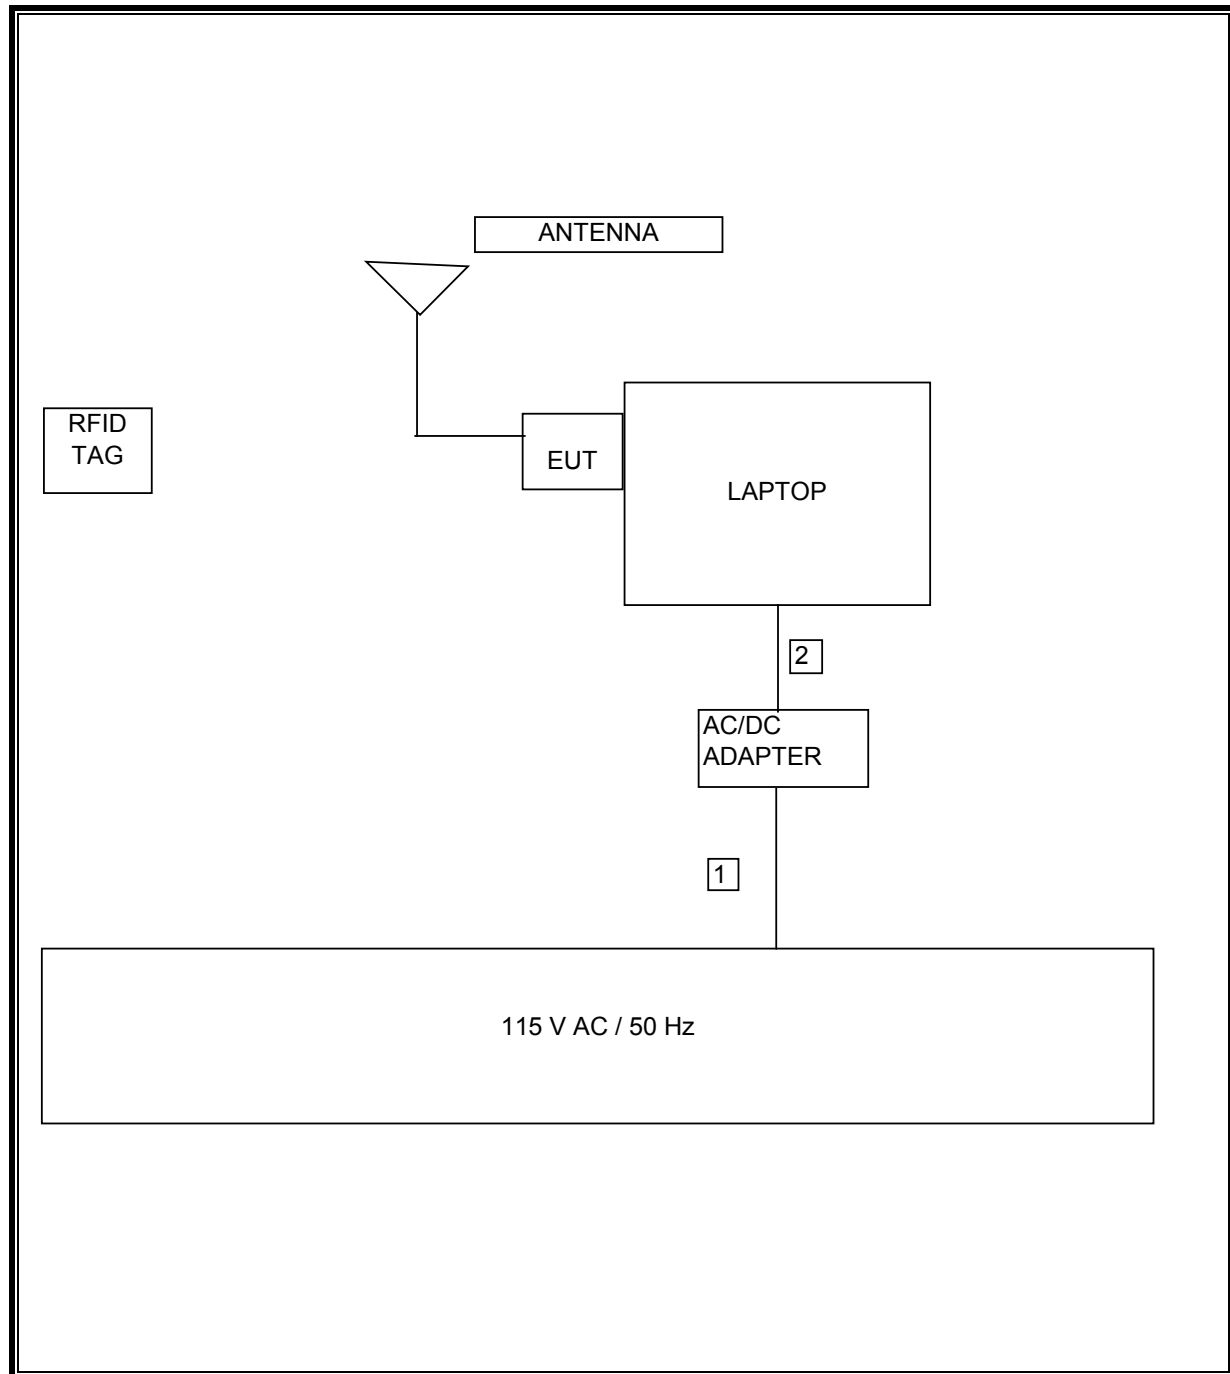 ANTENNA
RFID
TAG
EUT
LAPTOP
2
AC/DC
ADAPTER
1
115 V AC / 50 Hz